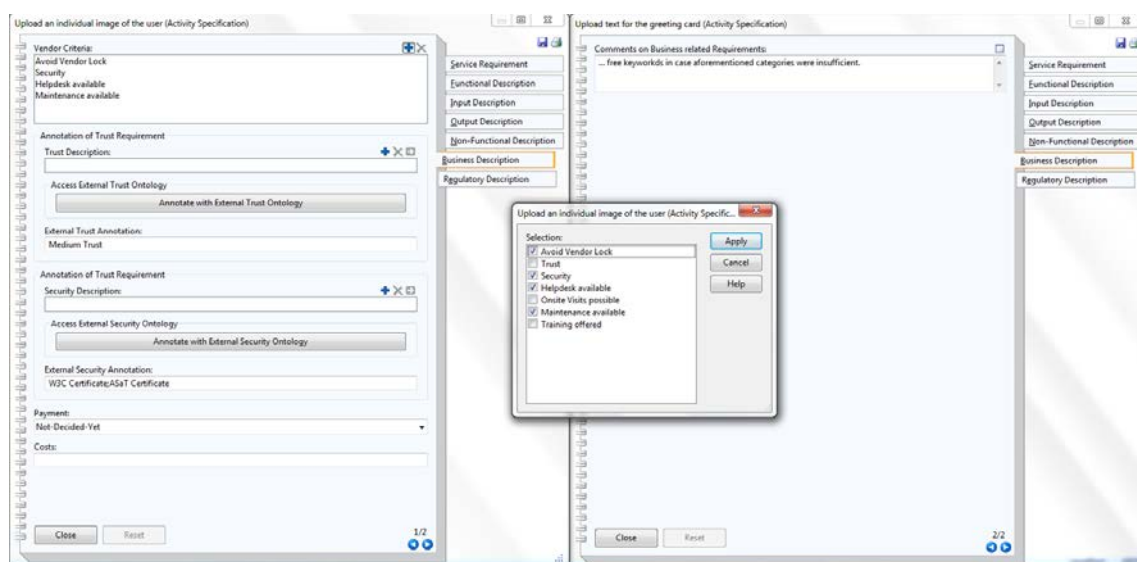 Upload an individual image of the user (Activity Specification)
Vendor Criteria:
Avoid Vendor Lock
Security
Helpdesk available
Maintenance available
Annotation of Trust Requirement
Trust Description:
Access External Trust Ontology
Annotate with External Trust Ontology
External Trust Annotation:
Medium Trust
Annotation of Trust Requirement
Security Description:
Access External Security Ontology
Annotate with External Security Ontology
External Security Annotation:
W3C Certificate;ASaT Certificate
Payment:
Not-Decided-Yet
Costs:
Close
Reset
1/2
Service Requirement
Functional Description
Input Description
Output Description
Non-Functional Description
Business Description
Regulatory Description
Upload an individual image of the user (Activity Specific...
Selection:
Avoid Vendor Lock
Trust
Security
Helpdesk available
Onsite Visits possible
Maintenance available
Training offered
Apply
Cancel
Help
Upload text for the greeting card (Activity Specification)
Comments on Business related Requirements:
... free keyworkds in case aforementioned categories were insufficient.
Close
Reset
2/2
Service Requirement
Functional Description
Input Description
Output Description
Non-Functional Description
Business Description
Regulatory Description